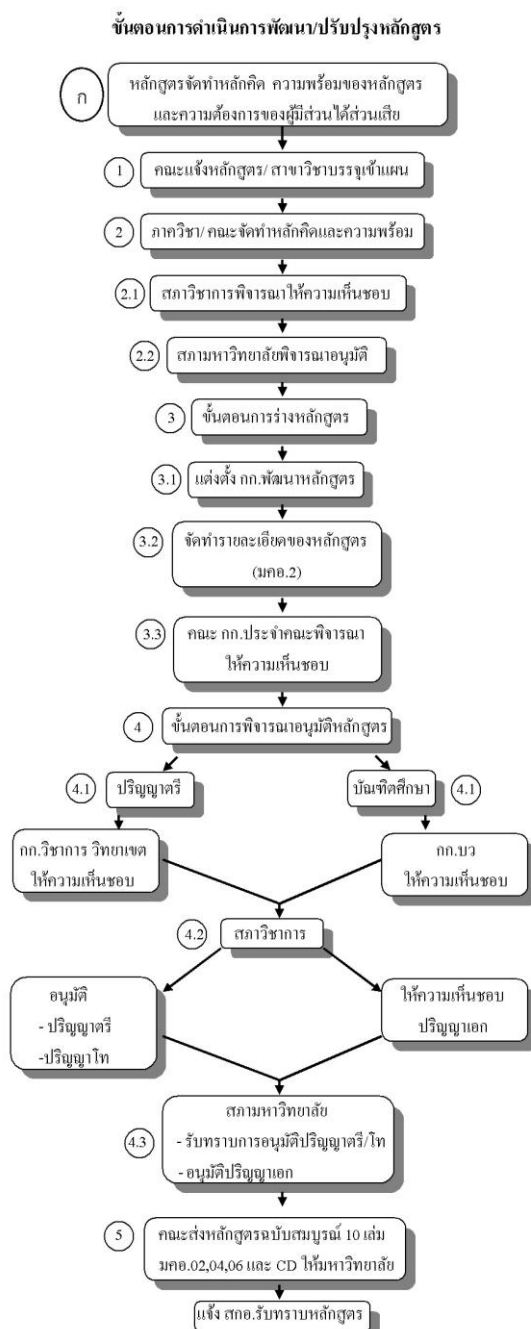 ขั้นตอนการดำเนินการพัฒนา/ปรับปรุงหลักสูตร
ก
หลักสูตรจัดทำหลักคิด ความพร้อมของหลักสูตร
และความต้องการของผู้มีส่วนได้ส่วนเสีย
1
คณะแจ้งหลักสูตร/ สาขาวิชาบรรจุเข้าแผน
2
ภาควิชา/ คณะจัดทำหลักคิดและความพร้อม
2.1
สภาวิชาการพิจารณาให้ความเห็นชอบ
2.2
สภามหาวิทยาลัยพิจารณาอนุมัติ
3
ขั้นตอนการร่างหลักสูตร
3.1
แต่งตั้ง กก.พัฒนาหลักสูตร
3.2
จัดทำรายละเอียดของหลักสูตร
(มคอ.2)
3.3
คณะ กก.ประจำคณะพิจารณา
ให้ความเห็นชอบ
4
ขั้นตอนการพิจารณาอนุมัติหลักสูตร
4.1
ปริญญาตรี
บัณฑิตศึกษา
4.1
กก.วิชาการ วิทยาเขต
ให้ความเห็นชอบ
กก.บว
ให้ความเห็นชอบ
4.2
สภาวิชาการ
อนุมัติ
- ปริญญาตรี
-ปริญญาโท
ให้ความเห็นชอบ
ปริญญาเอก
4.3
สภามหาวิทยาลัย
- รับทราบการอนุมัติปริญญาตรี/โท
- อนุมัติปริญญาเอก
5
คณะส่งหลักสูตรฉบับสมบูรณ์ 10 เล่ม
มคอ.02,04,06 และ CD ให้มหาวิทยาลัย
แจ้ง สกอ.รับทราบหลักสูตร